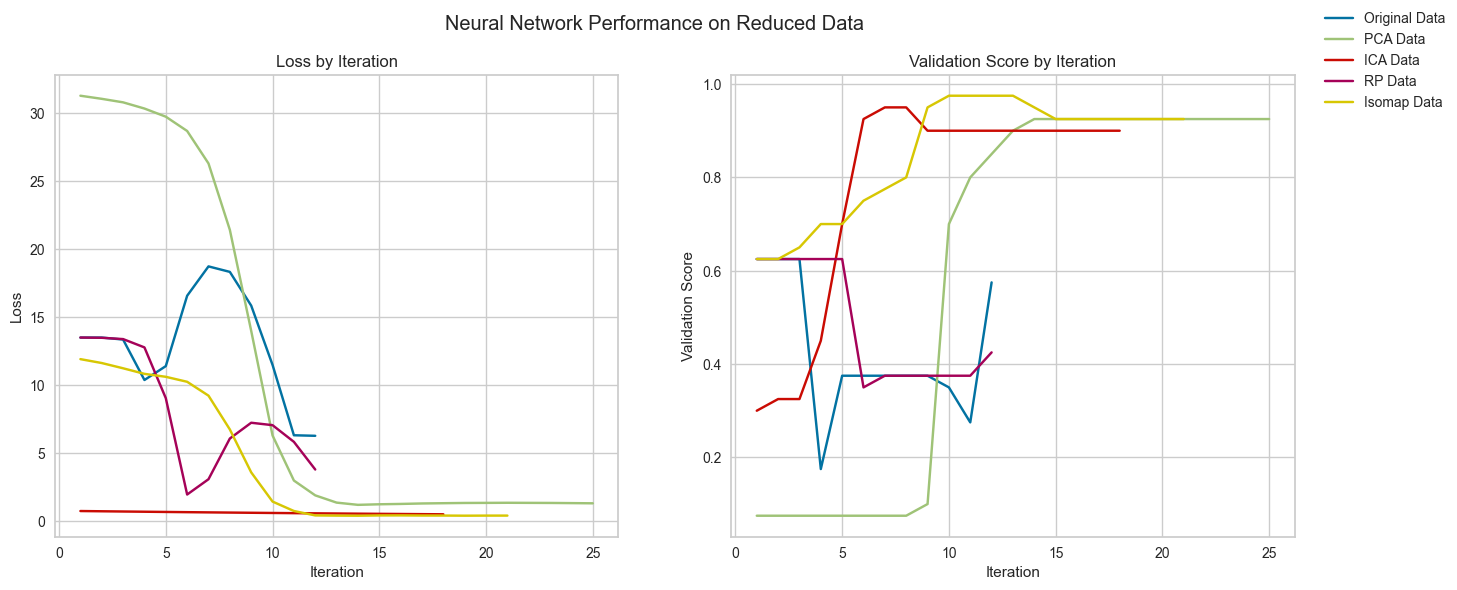 Neural Network Performance on Reduced Data
Original Data
PCA Data
ICA Data
RP Data
Isomap Data
Loss by Iteration
Loss
30
25
20
15
10
5
0
0 5 10 15 20 25
Iteration
Validation Score by Iteration
Validation Score
1.0
0.8
0.6
0.4
0.2
0 5 10 15 20 25
Iteration